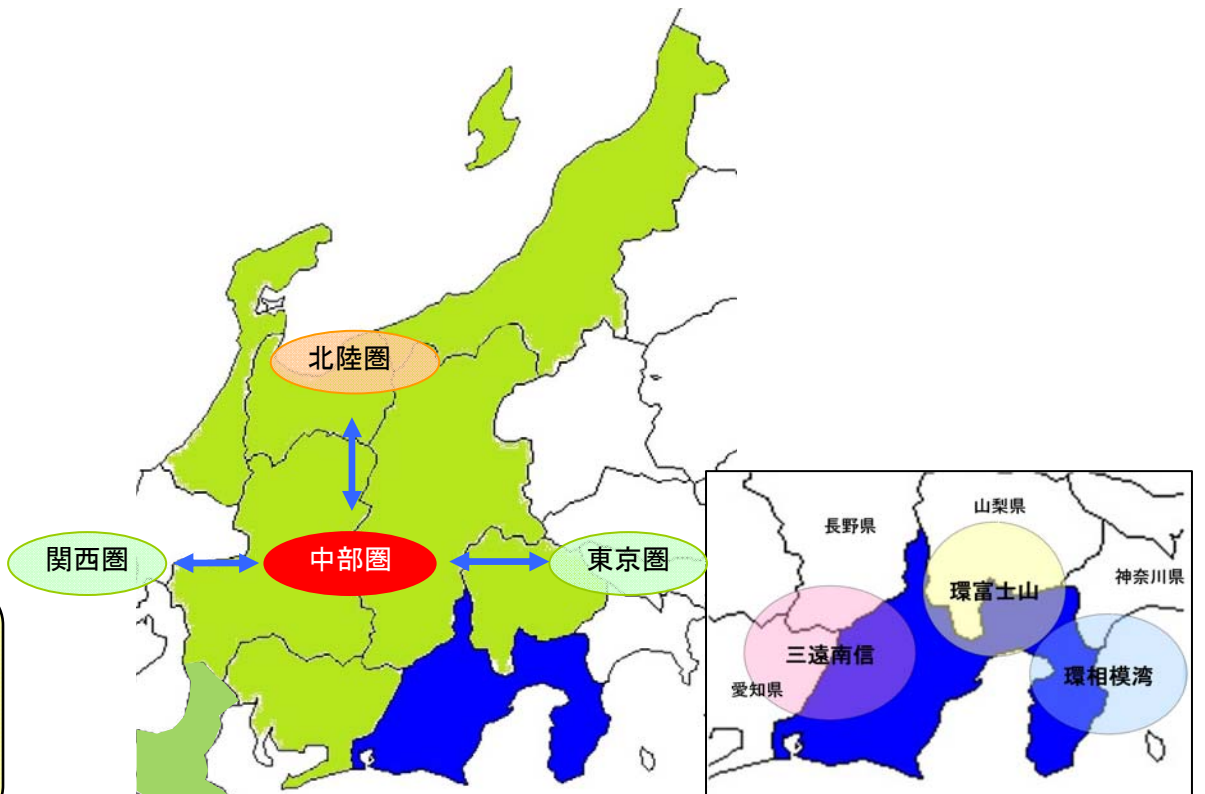 北陸圏
関西圏
中部圏
東京圏
山梨県
長野県
神奈川県
環富士山
三遠南信
環相模湾
愛知県